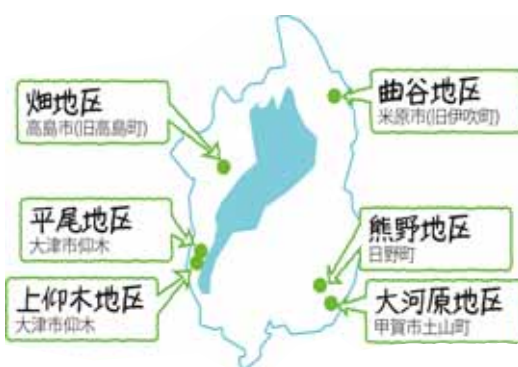 畑地区
高島市(旧高島町)
平尾地区
大津市仰木
上仰木地区
大津市仰木
曲谷地区
米原市(旧伊吹町)
熊野地区
日野町
大河原地区
甲賀市土山町